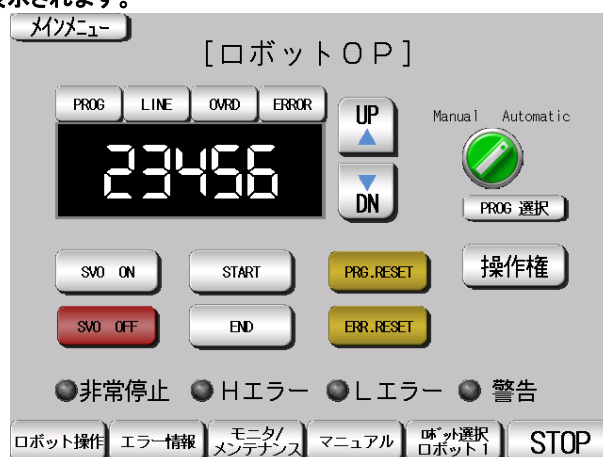 表示されます。
メインメニュー
[ロボットOP]
PROG LINE OVRD ERROR
UP
Manual Automatic
23456
DN
PROG 選択
SVO ON START PRG.RESET 操作権
SVO OFF END ERR.RESET
非常停止 Hエラー Lエラー 警告
ロボット操作 エラー情報 モニタ/
メンテナンス マニュアル ロボット選択
ロボット1 STOP